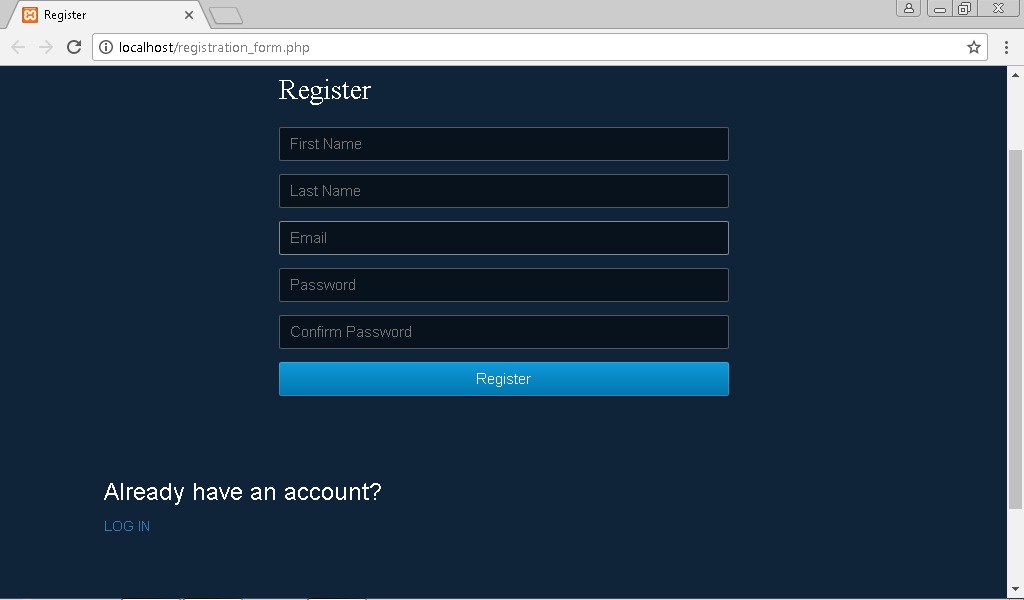 Register
localhost/registration_form.php
Register
First Name
Last Name
Email
Password
Confirm Password
Register
Already have an account?
LOG IN